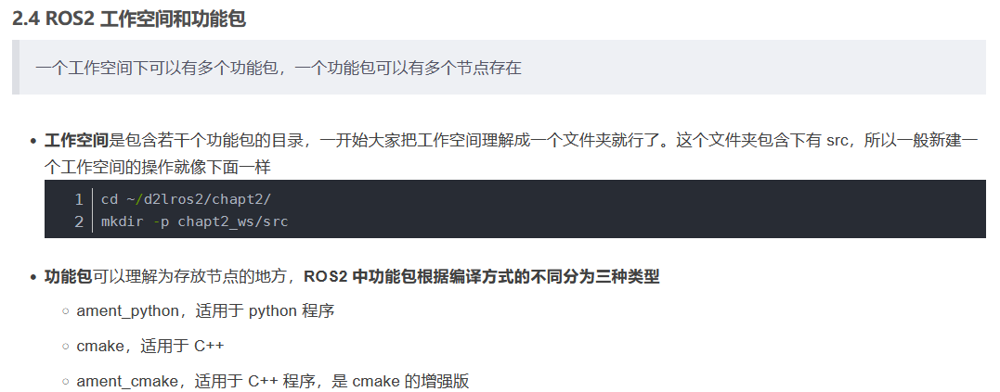 2.4 ROS2 工作空间和功能包
一个工作空间下可以有多个功能包，一个功能包可以有多个节点存在
工作空间是包含若干个功能包的目录，一开始大家把工作空间理解成一个文件夹就行了。这个文件夹包含下有 src，所以一般新建一
个工作空间的操作就像下面一样
1 cd ~/d2lros2/chapt2/
2 mkdir -p chapt2_ws/src
功能包可以理解为存放节点的地方，ROS2 中功能包根据编译方式的不同分为三种类型
ament_python，适用于 python 程序
cmake，适用于 C++
ament_cmake，适用于 C++ 程序，是 cmake 的增强版